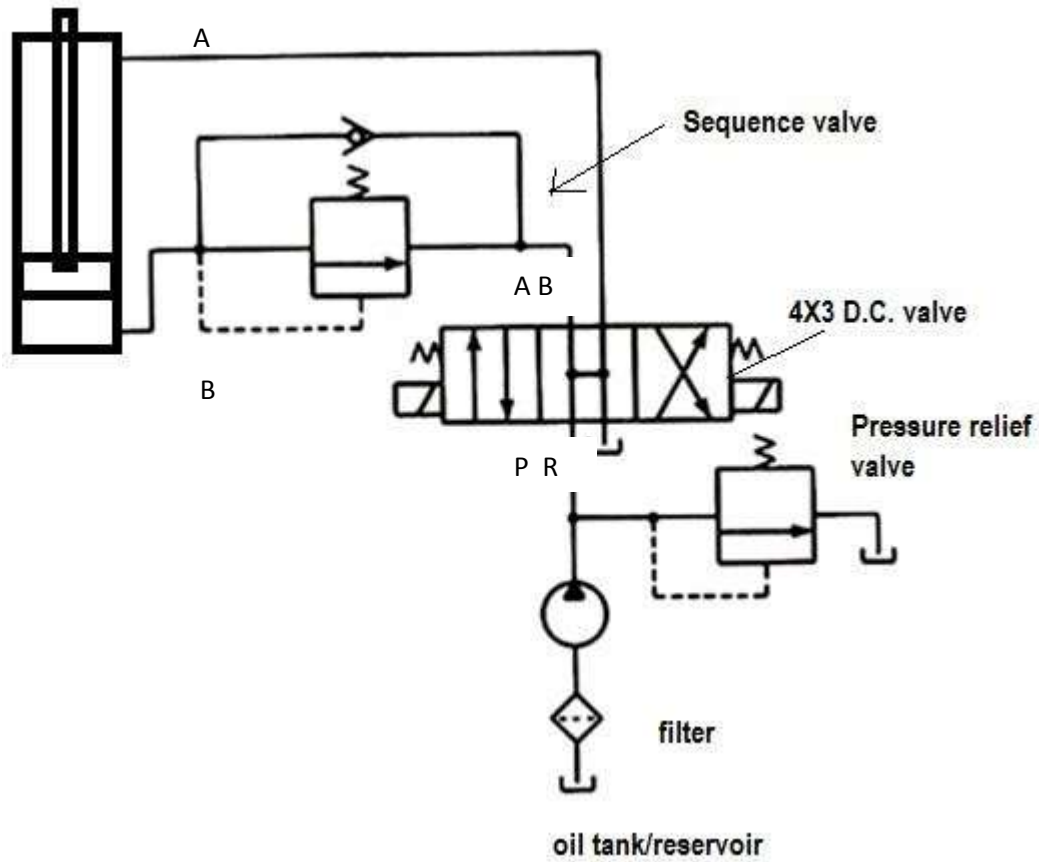 A
Sequence valve
A B
4X3 D.C. valve
B
Pressure relief
valve
P R
filter
oil tank/reservoir